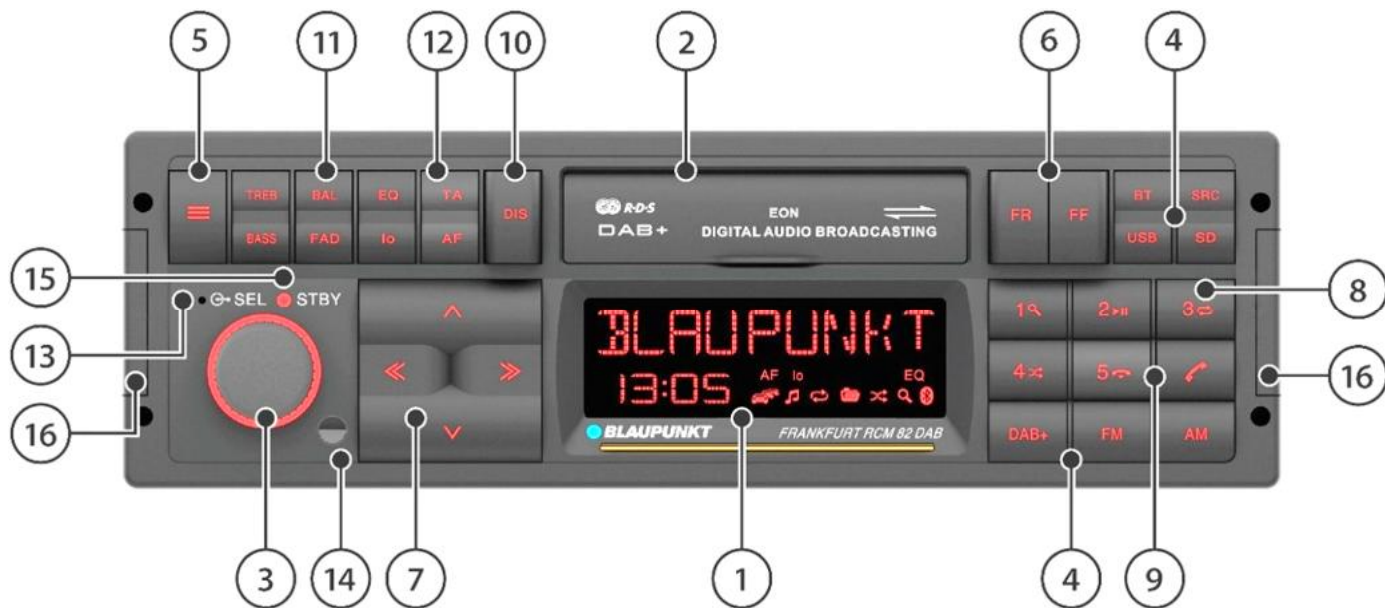 5 11 12 10 2 6 4
TREB BAL EQ TA DIS
BASS FAD lo AF
R·D·S
DAB+
EON
DIGITAL AUDIO BROADCASTING
FR FF BT SRC
USB SD
15
SEL STBY
13
16
BLAUPUNKT
13:05 AF lo EQ
BLAUPUNKT FRANKFURT RCM 82 DAB
1 2 3
4 5
DAB+ FM AM
8
16
3 14 7 1 4 9